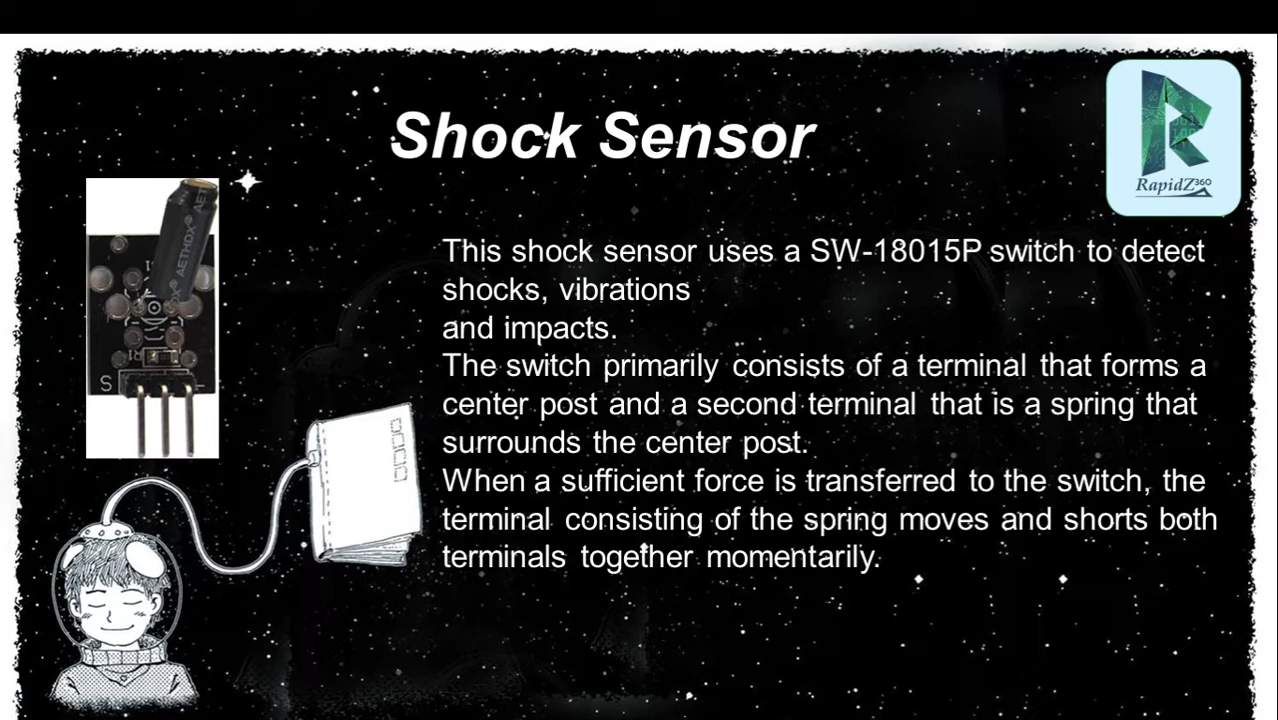 Shock Sensor
RapidZ360
This shock sensor uses a SW-18015P switch to detect
shocks, vibrations
and impacts.
The switch primarily consists of a terminal that forms a
center post and a second terminal that is a spring that
surrounds the center post.
When a sufficient force is transferred to the switch, the
terminal consisting of the spring moves and shorts both
terminals together momentarily.
AETHDX
R1
S
-